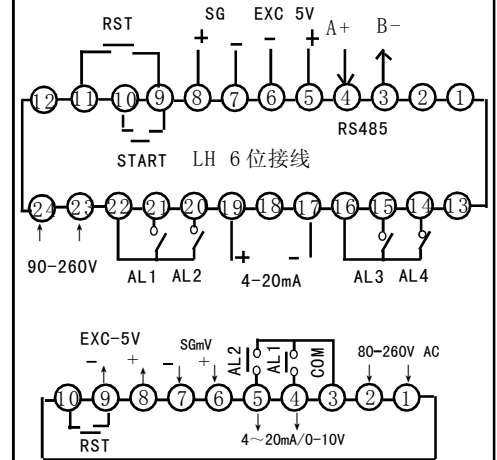 RST SG EXC 5V A+ B-
+ - - +
12 11 10 9 8 7 6 5 4 3 2 1
RS485
START LH 6位接线
24 23 22 21 20 19 18 17 16 15 14 13
90-260V AL1 AL2 + 4-20mA - AL3 AL4
EXC-5V SGmV AL2 AL1 COM 80-260V AC
- + - +
10 9 8 7 6 5 4 3 2 1
RST 4～20mA/0-10V